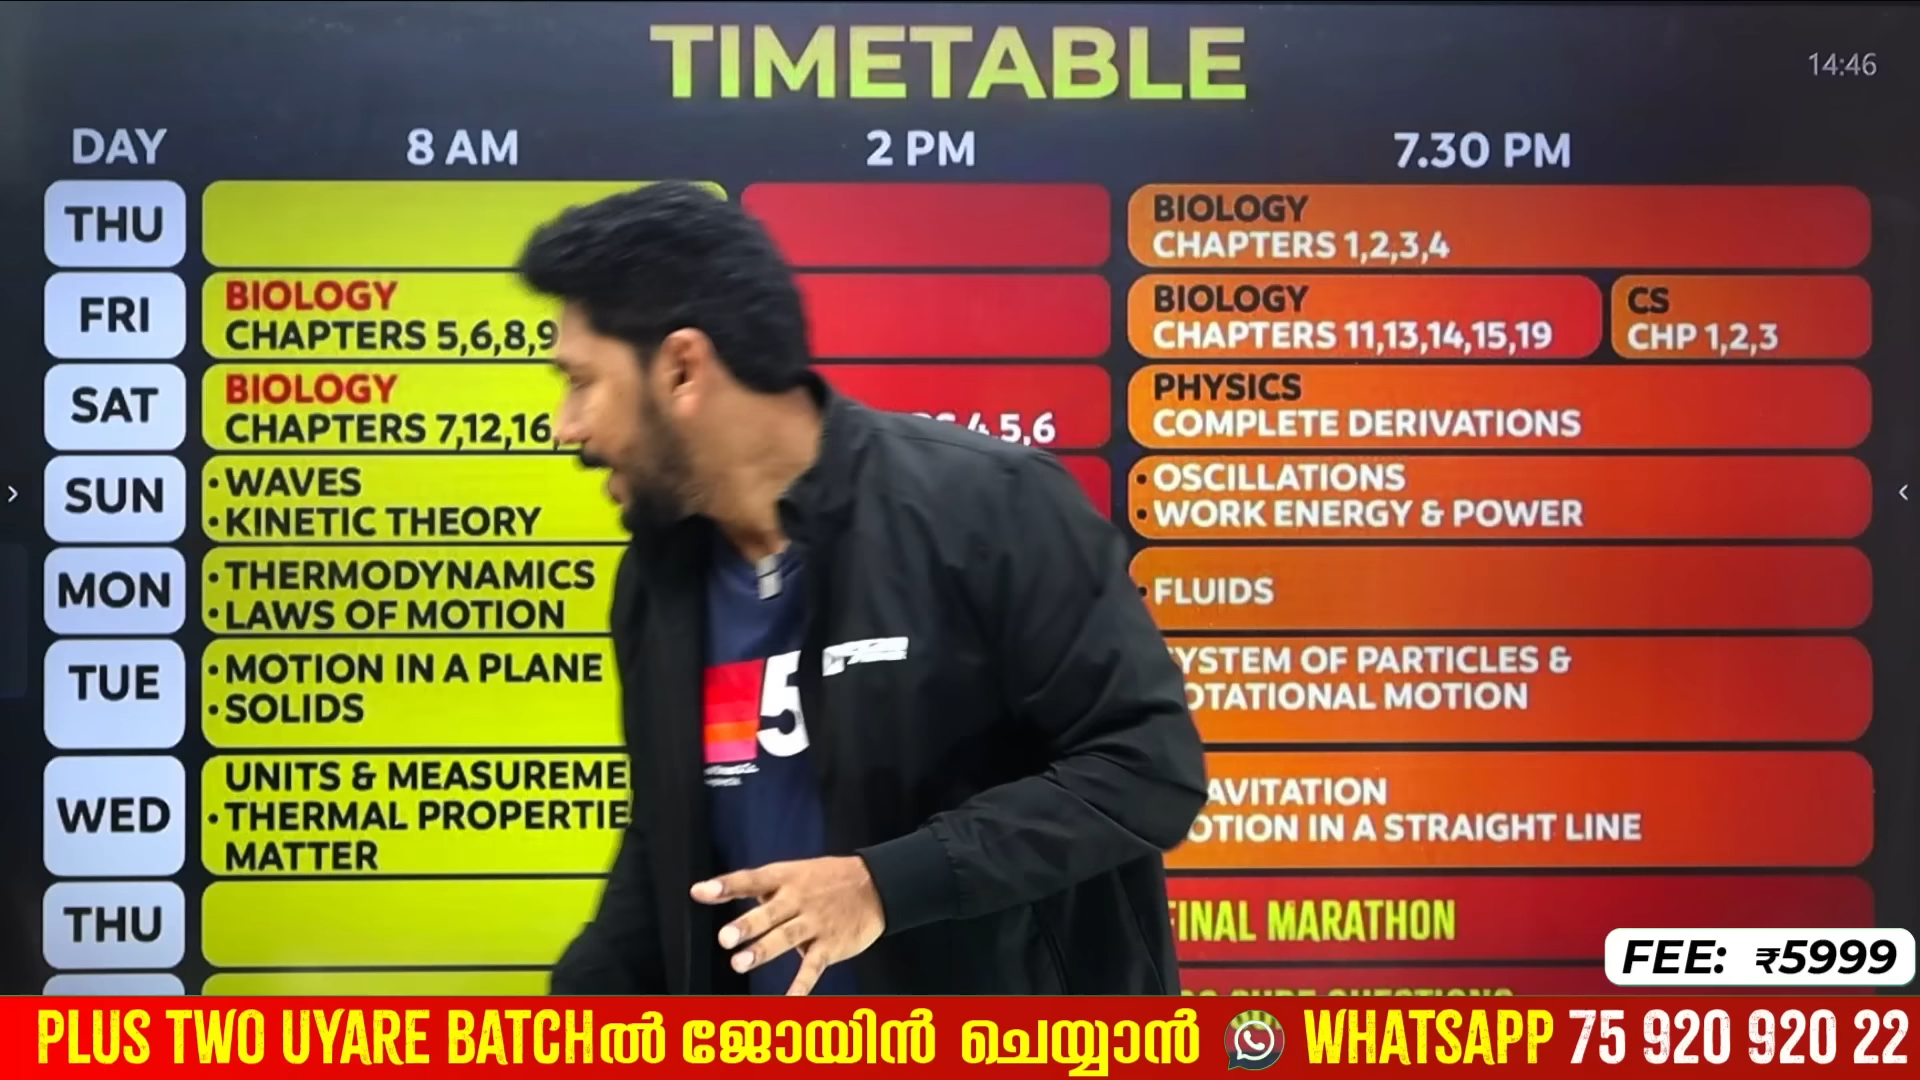 TIMETABLE
14:46
DAY 8 AM 2 PM 7.30 PM
THU
BIOLOGY
CHAPTERS 1,2,3,4
FRI
BIOLOGY
CHAPTERS 5,6,8,9
BIOLOGY
CHAPTERS 11,13,14,15,19
CS
CHP 1,2,3
SAT
BIOLOGY
CHAPTERS 7,12,16,
4,5,6
PHYSICS
COMPLETE DERIVATIONS
SUN
• WAVES
• KINETIC THEORY
• OSCILLATIONS
• WORK ENERGY & POWER
MON
• THERMODYNAMICS
• LAWS OF MOTION
• FLUIDS
TUE
• MOTION IN A PLANE
• SOLIDS
YSTEM OF PARTICLES &
OTATIONAL MOTION
WED
UNITS & MEASUREME
• THERMAL PROPERTIE
MATTER
AVITATION
OTION IN A STRAIGHT LINE
THU
FINAL MARATHON
5
FEE: ₹5999
PLUS TWO UYARE BATCHൽ ജോയിൻ ചെയ്യാൻ WHATSAPP 75 920 920 22